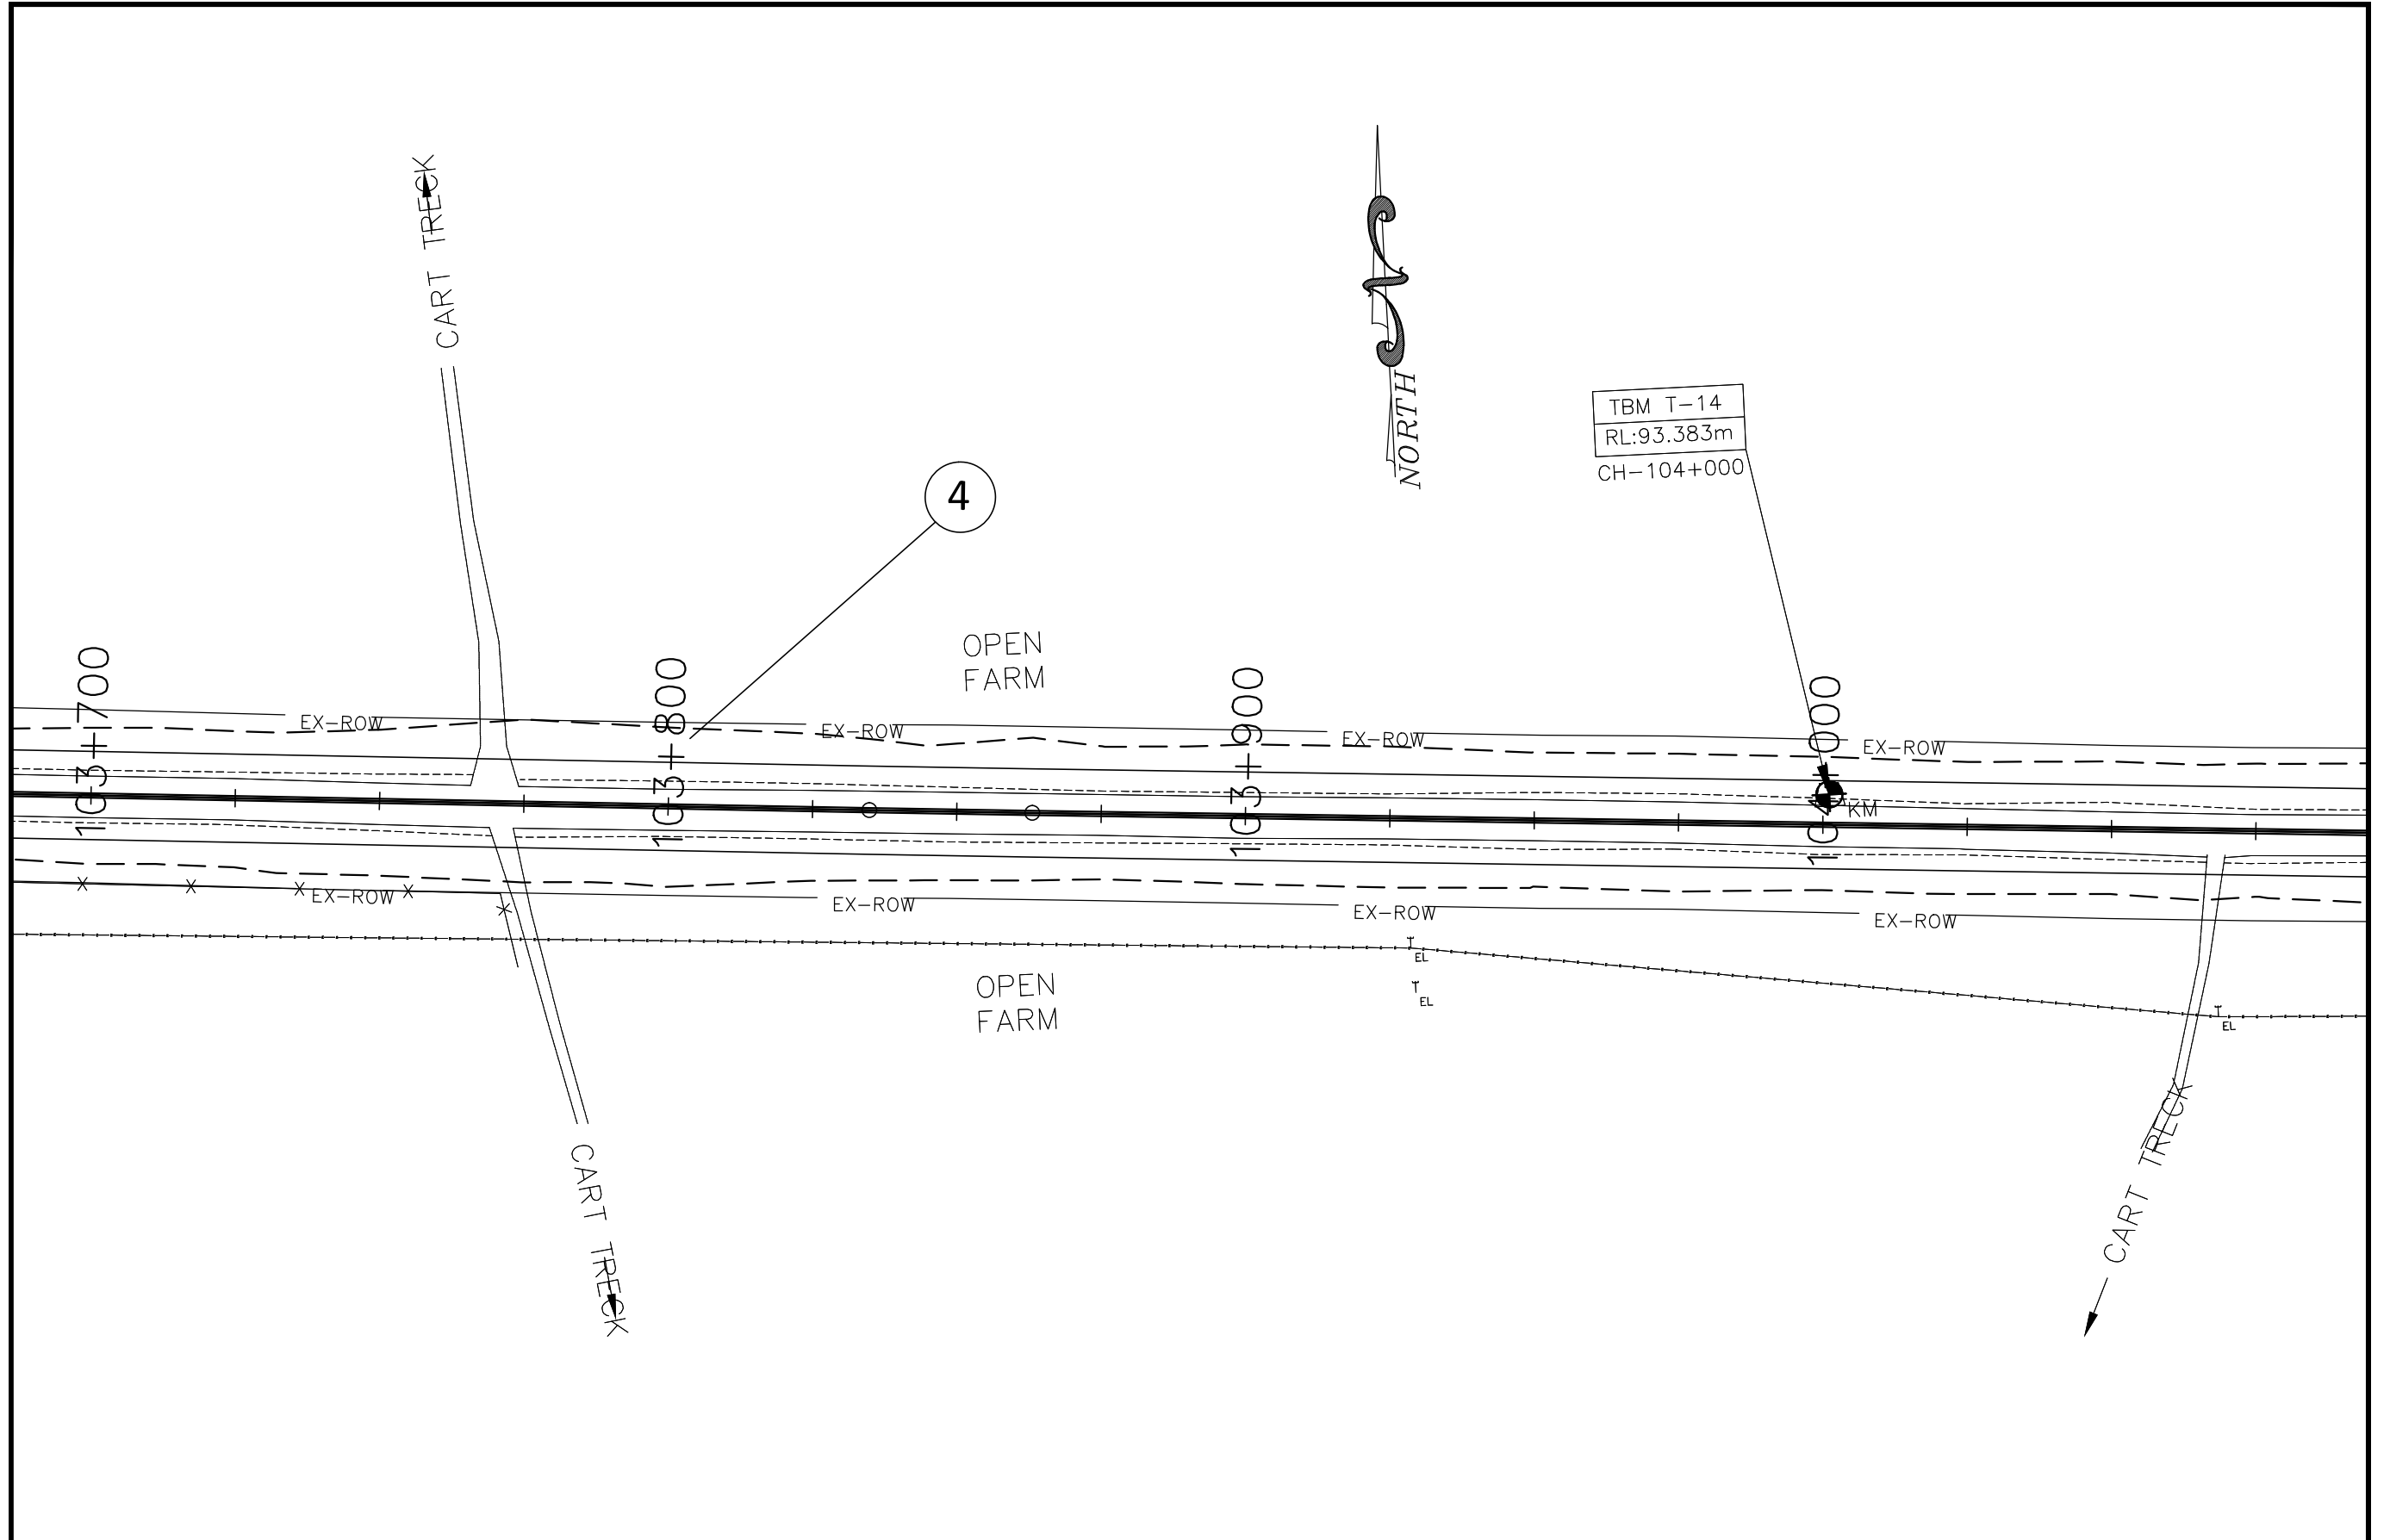 CART TRECK
NORTH
TBM T-14
RL:93.383m
CH-104+000
4
OPEN
FARM
103+700
103+800
103+900
104+000
EX-ROW
EX-ROW
EX-ROW
EX-ROW
KM
EX-ROW
EX-ROW
EX-ROW
EX-ROW
EL
EL
EL
OPEN
FARM
CART TRECK
CART TRECK